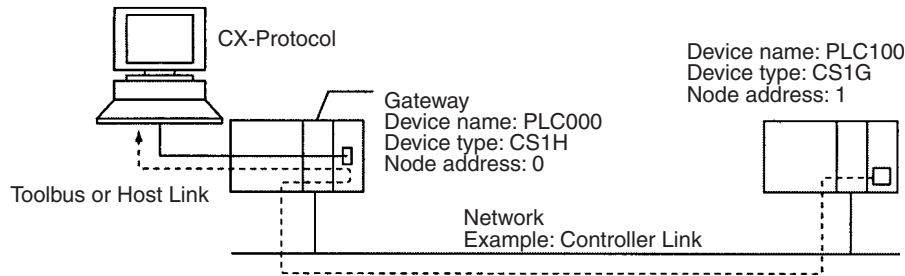 CX-Protocol
Device name: PLC100
Device type: CS1G
Node address: 1
Gateway
Device name: PLC000
Device type: CS1H
Node address: 0
Toolbus or Host Link
Network
Example: Controller Link